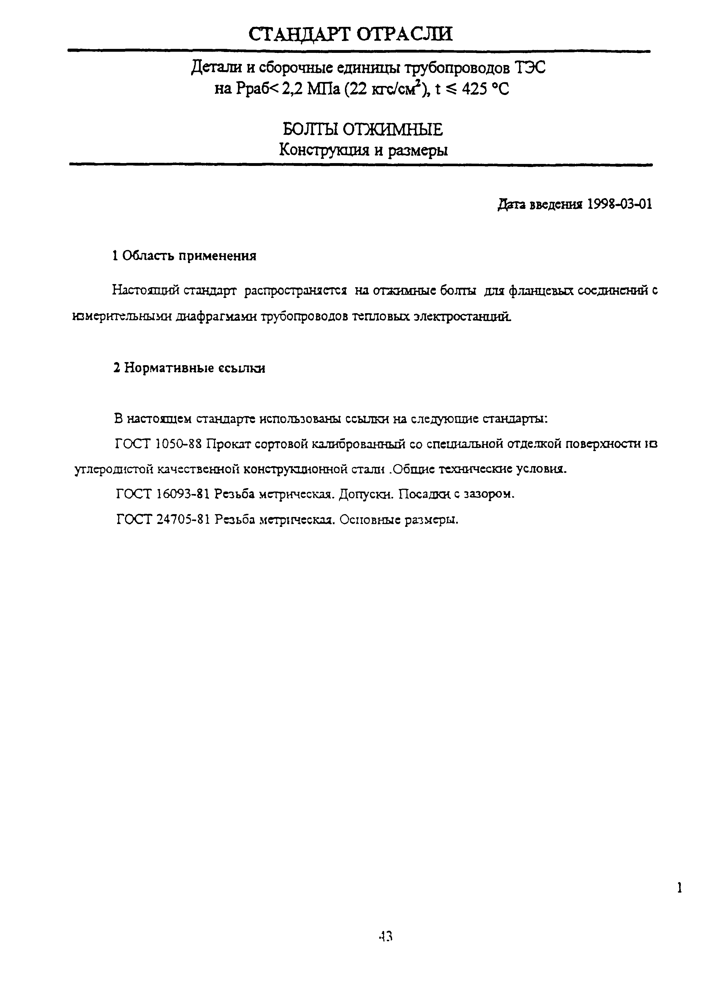 СТАНДАРТ ОТРАСЛИ
Детали и сборочные единицы трубопроводов ТЭС
на Рраб< 2,2 МПа (22 кгс/см²), t ⩽ 425 °С
БОЛТЫ ОТЖИМНЫЕ
Конструкция и размеры
Дата введения 1998-03-01
1 Область применения
Настоящий стандарт распространяется на отжимные болты для фланцевых соединений с
измерительными диафрагмами трубопроводов тепловых электростанций.
2 Нормативные ссылки
В настоящем стандарте использованы ссылки на следующие стандарты:
ГОСТ 1050-88 Прокат сортовой калиброванный со специальной отделкой поверхности из
углеродистой качественной конструкционной стали .Общие технические условия.
ГОСТ 16093-81 Резьба метрическая. Допуски. Посадки с зазором.
ГОСТ 24705-81 Резьба метрическая. Основные размеры.
1
43